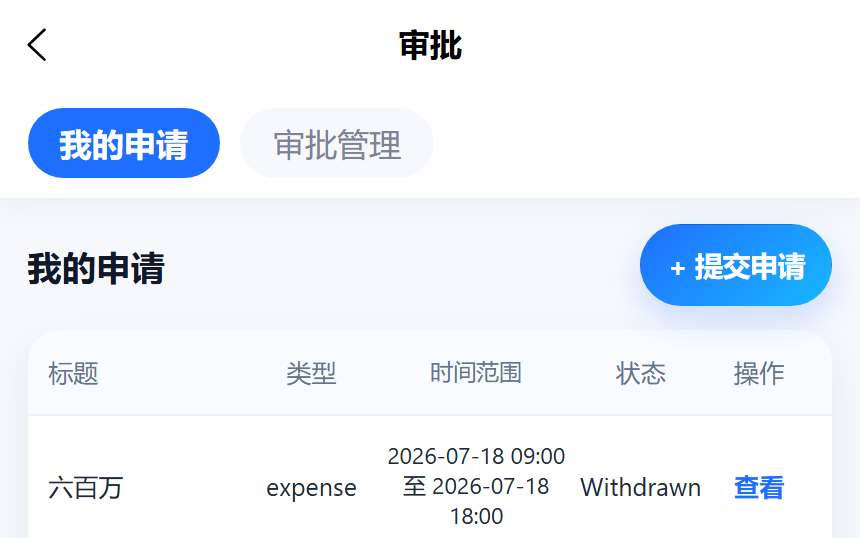 审批
我的申请 审批管理
我的申请 + 提交申请
标题 类型 时间范围 状态 操作
六百万 expense 2026-07-18 09:00 至 2026-07-18 18:00 Withdrawn 查看